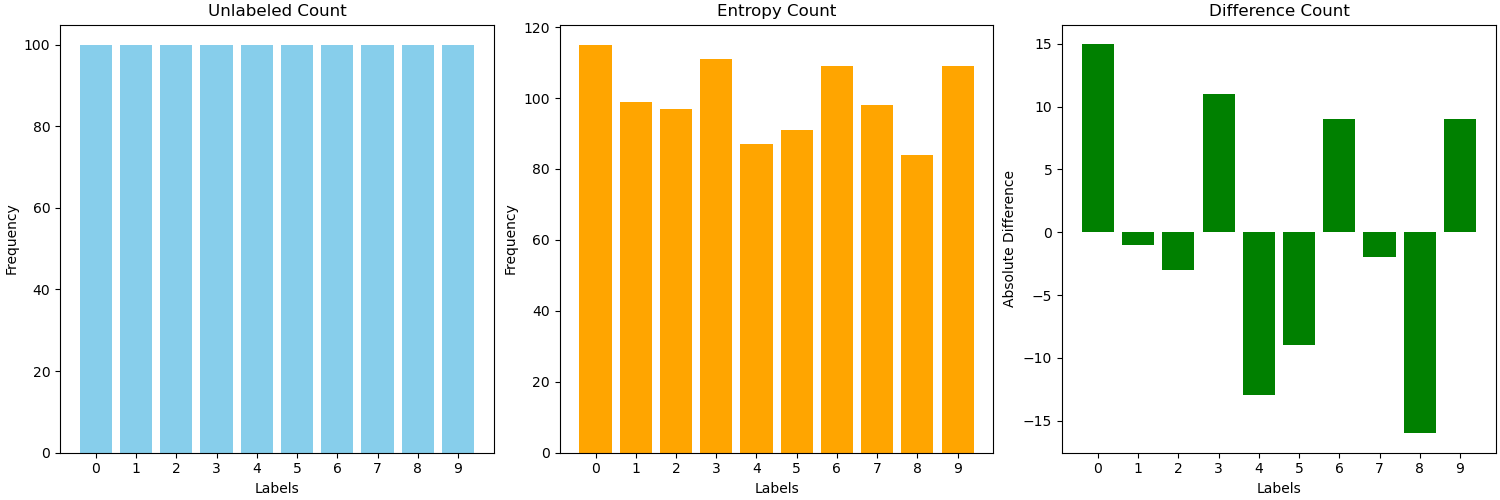 Unlabeled Count
Frequency
100
80
60
40
20
0
0 1 2 3 4 5 6 7 8 9
Labels
Entropy Count
Frequency
120
100
80
60
40
20
0
0 1 2 3 4 5 6 7 8 9
Labels
Difference Count
Absolute Difference
15
10
5
0
−5
−10
−15
0 1 2 3 4 5 6 7 8 9
Labels